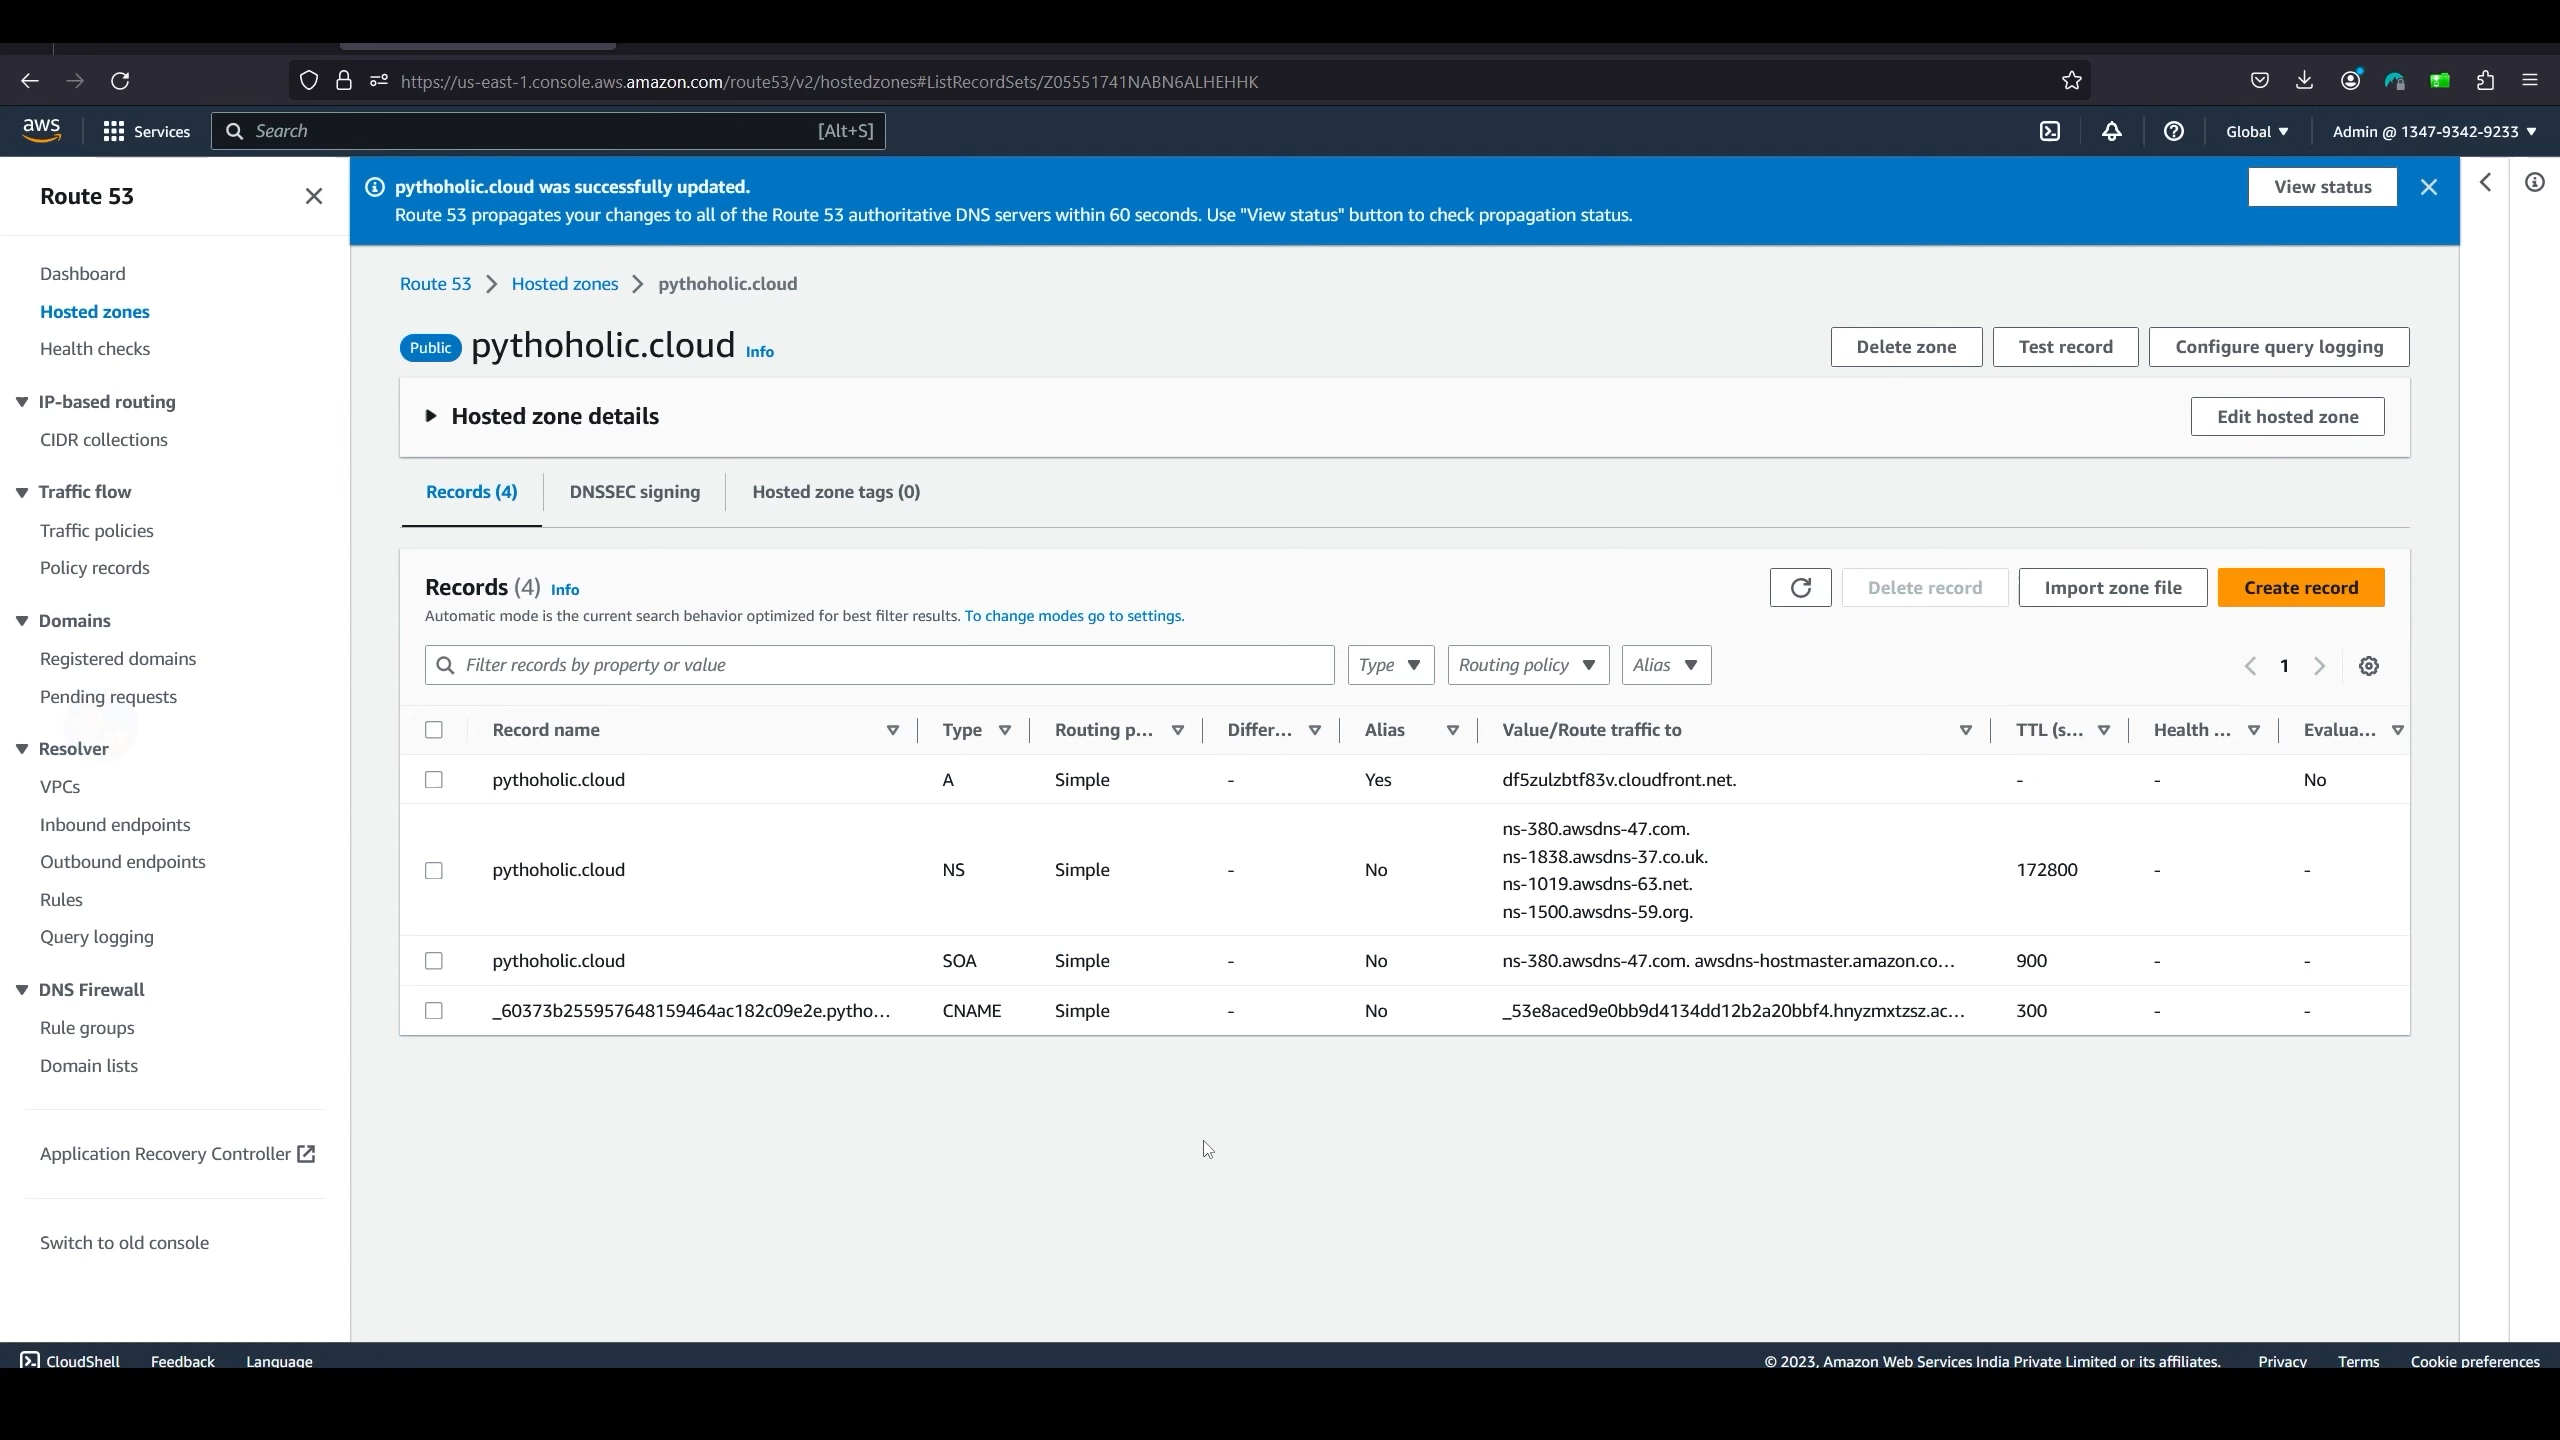 https://us-east-1.console.aws.amazon.com/route53/v2/hostedzones#ListRecordSets/Z05551741NABN6ALHEHHK
aws
Services
Search
[Alt+S]
Global
Admin @ 1347-9342-9233
Route 53
Dashboard
Hosted zones
Health checks
IP-based routing
CIDR collections
Traffic flow
Traffic policies
Policy records
Domains
Registered domains
Pending requests
Resolver
VPCs
Inbound endpoints
Outbound endpoints
Rules
Query logging
DNS Firewall
Rule groups
Domain lists
Application Recovery Controller
Switch to old console
pythoholic.cloud was successfully updated.
Route 53 propagates your changes to all of the Route 53 authoritative DNS servers within 60 seconds. Use "View status" button to check propagation status.
View status
Route 53 > Hosted zones > pythoholic.cloud
Public pythoholic.cloud Info
Delete zone
Test record
Configure query logging
Hosted zone details
Edit hosted zone
Records (4)
DNSSEC signing
Hosted zone tags (0)
Records (4) Info
Automatic mode is the current search behavior optimized for best filter results. To change modes go to settings.
Delete record
Import zone file
Create record
Filter records by property or value
Type
Routing policy
Alias
1
Record name Type Routing p... Differ... Alias Value/Route traffic to TTL (s... Health ... Evalua...
pythoholic.cloud A Simple - Yes df5zulzbtf83v.cloudfront.net. - - No
ns-380.awsdns-47.com.
ns-1838.awsdns-37.co.uk.
pythoholic.cloud NS Simple - No 172800 - -
ns-1019.awsdns-63.net.
ns-1500.awsdns-59.org.
pythoholic.cloud SOA Simple - No ns-380.awsdns-47.com. awsdns-hostmaster.amazon.co... 900 - -
_60373b255957648159464ac182c09e2e.pytho... CNAME Simple - No _53e8aced9e0bb9d4134dd12b2a20bbf4.hnyzmxtzsz.ac... 300 - -
CloudShell
Feedback
Language
© 2023, Amazon Web Services India Private Limited or its affiliates.
Privacy
Terms
Cookie preferences